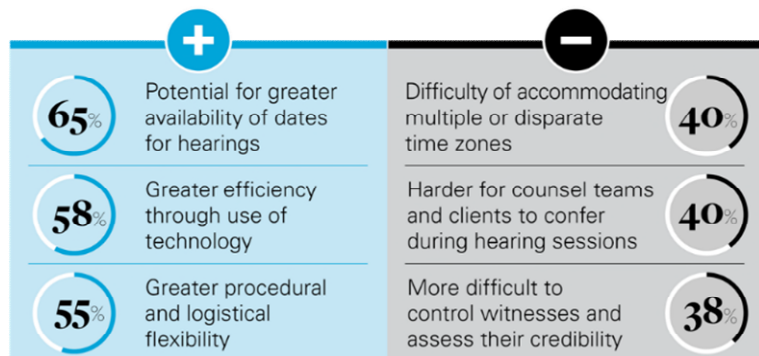 +
65%
Potential for greater
availability of dates
for hearings
58%
Greater efficiency
through use of
technology
55%
Greater procedural
and logistical
flexibility
−
Difficulty of accommodating
multiple or disparate
time zones
40%
Harder for counsel teams
and clients to confer
during hearing sessions
40%
More difficult to
control witnesses and
assess their credibility
38%